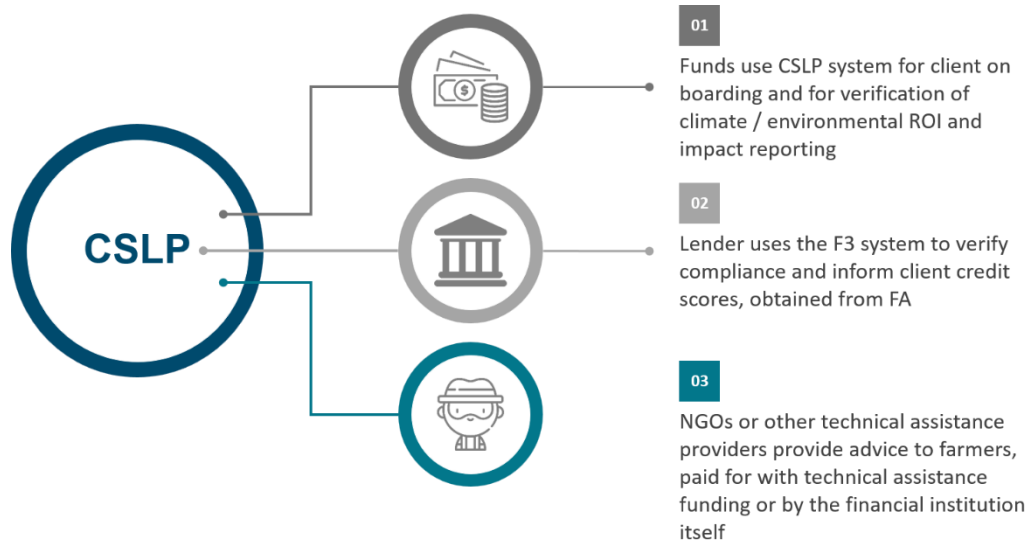 CSLP
01
Funds use CSLP system for client on
boarding and for verification of
climate / environmental ROI and
impact reporting
02
Lender uses the F3 system to verify
compliance and inform client credit
scores, obtained from FA
03
NGOs or other technical assistance
providers provide advice to farmers,
paid for with technical assistance
funding or by the financial institution
itself